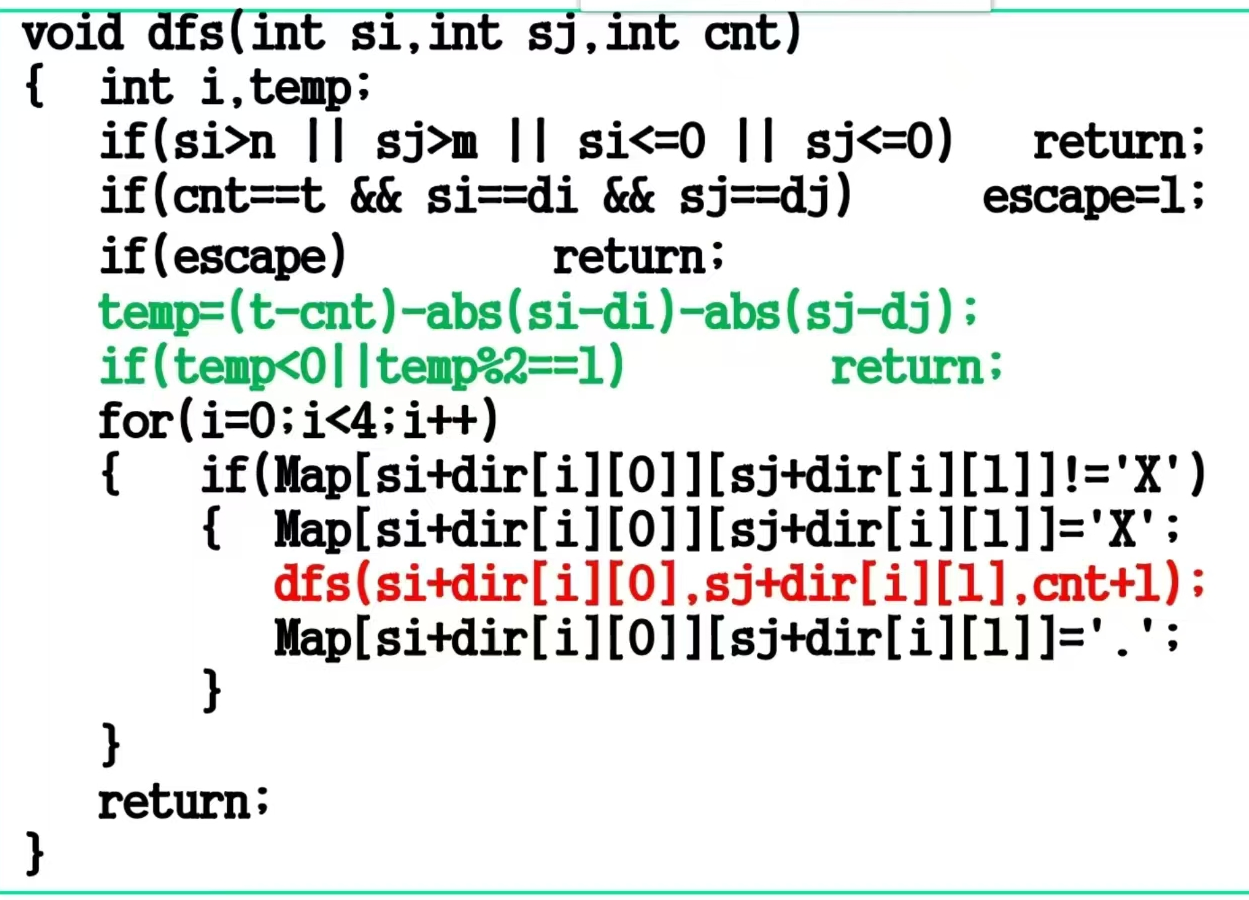 void dfs(int si,int sj,int cnt)
{ int i,temp;
if(si>n || sj>m || si<=0 || sj<=0) return;
if(cnt==t && si==di && sj==dj) escape=1;
if(escape) return;
temp=(t-cnt)-abs(si-di)-abs(sj-dj);
if(temp<0||temp%2==1) return;
for(i=0;i<4;i++)
{ if(Map[si+dir[i][0]][sj+dir[i][1]]!='X')
{ Map[si+dir[i][0]][sj+dir[i][1]]='X';
dfs(si+dir[i][0],sj+dir[i][1],cnt+1);
Map[si+dir[i][0]][sj+dir[i][1]]='.';
}
}
return;
}